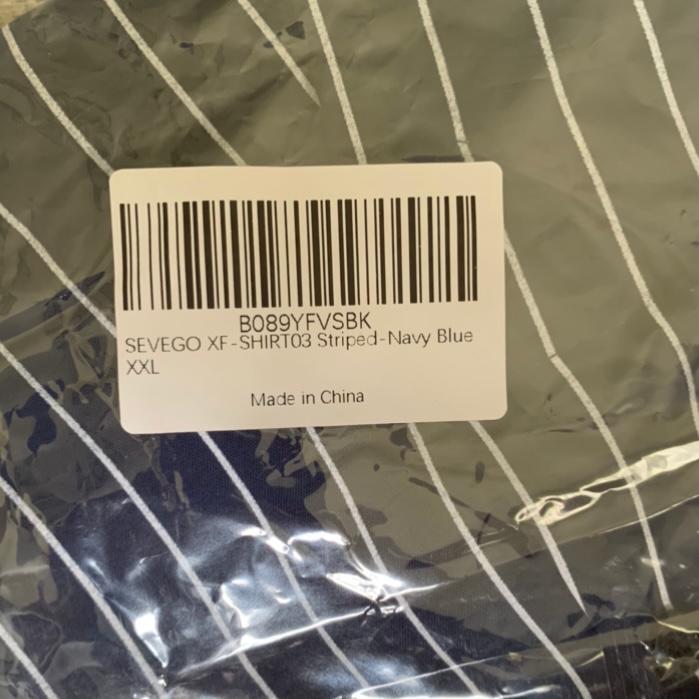 B089YFVSBK
SEVEGO XF-SHIRT03 Striped-Navy Blue
XXL
Made in China